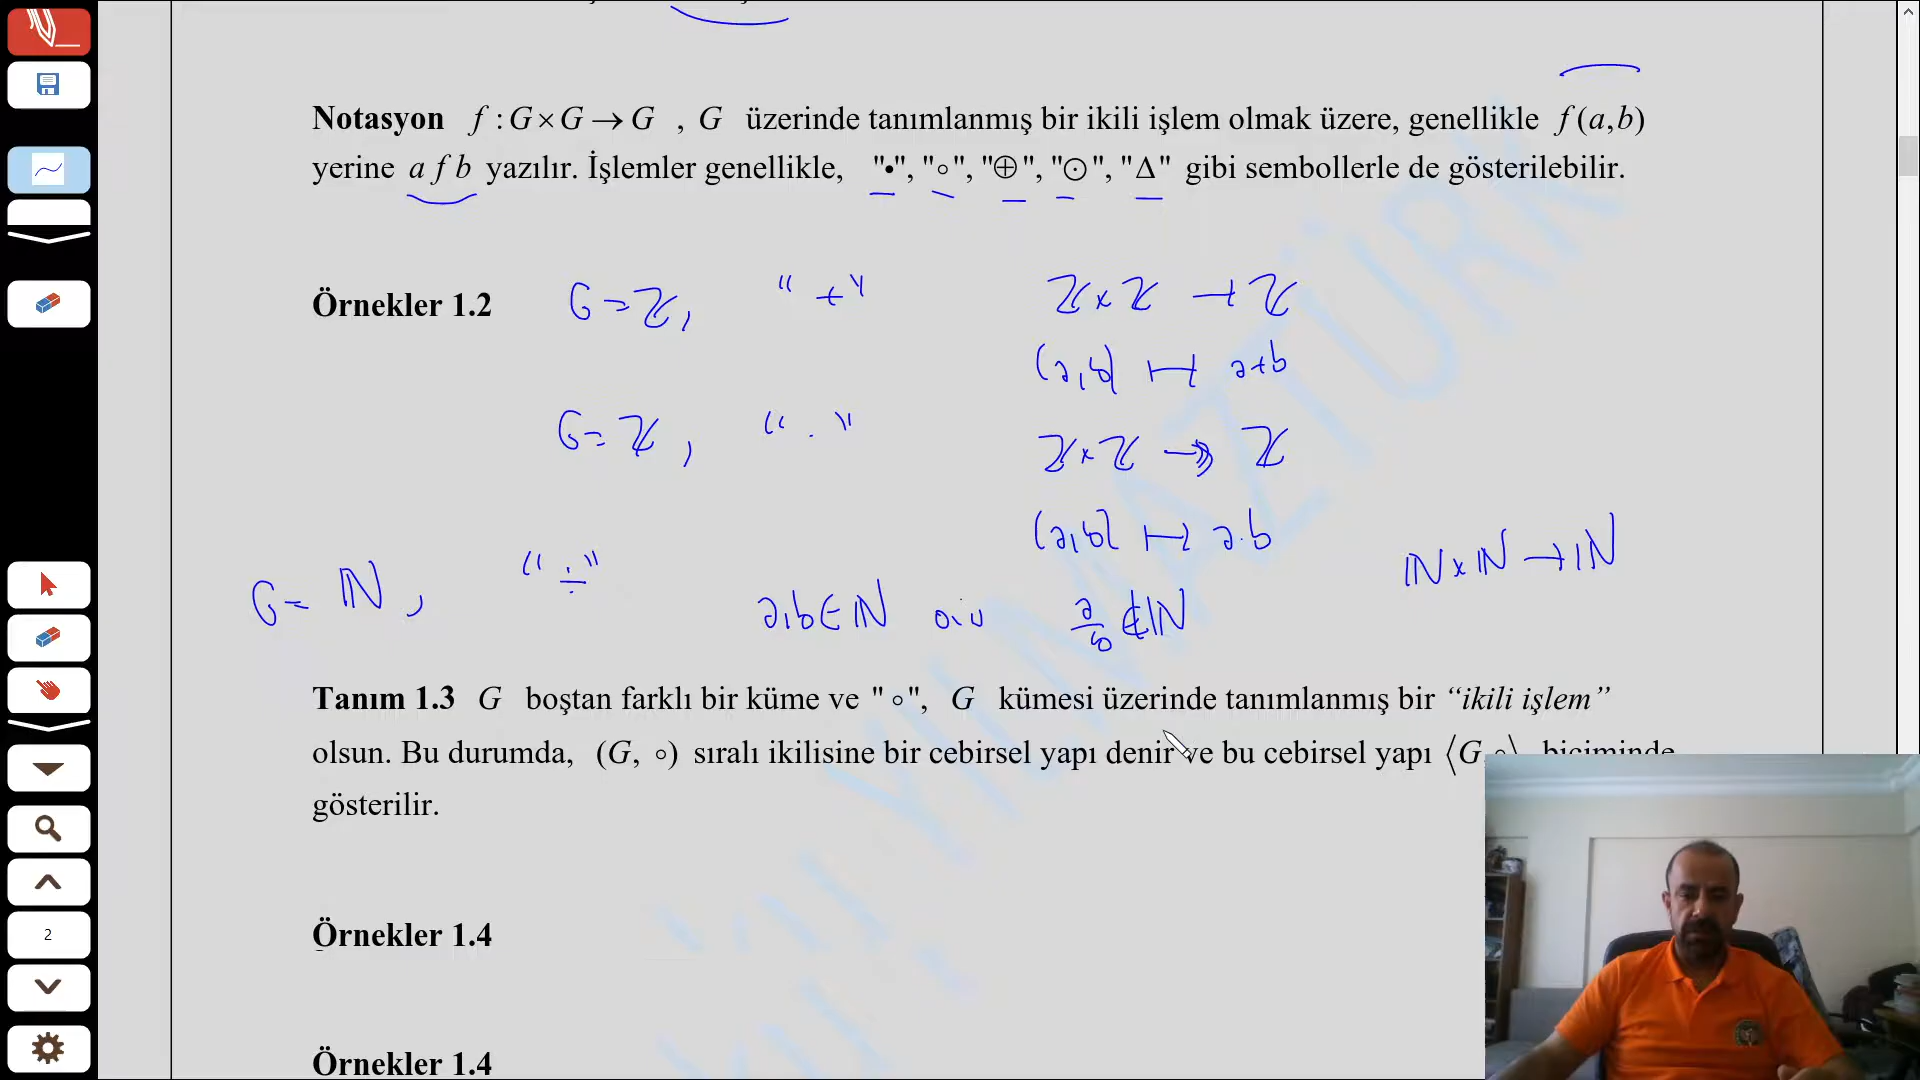 Notasyon f : G × G → G , G üzerinde tanımlanmış bir ikili işlem olmak üzere, genellikle f (a,b)
yerine a f b yazılır. İşlemler genellikle, "•", "∘", "⊕", "⊙", "Δ" gibi sembollerle de gösterilebilir.
Örnekler 1.2 G = ℤ, " + " ℤ × ℤ → ℤ
(a,b) ↦ a+b
G = ℤ , " . " ℤ × ℤ → ℤ
(a,b) ↦ a.b
G = ℕ , " ÷ " a,b ∈ ℕ a/b ∉ ℕ ℕ × ℕ → ℕ
Tanım 1.3 G boştan farklı bir küme ve "∘", G kümesi üzerinde tanımlanmış bir “ikili işlem”
olsun. Bu durumda, (G, ∘) sıralı ikilisine bir cebirsel yapı denir ve bu cebirsel yapı ⟨G, ∘⟩ biçiminde
gösterilir.
Örnekler 1.4
Örnekler 1.4
YILMAZTÜRK
2